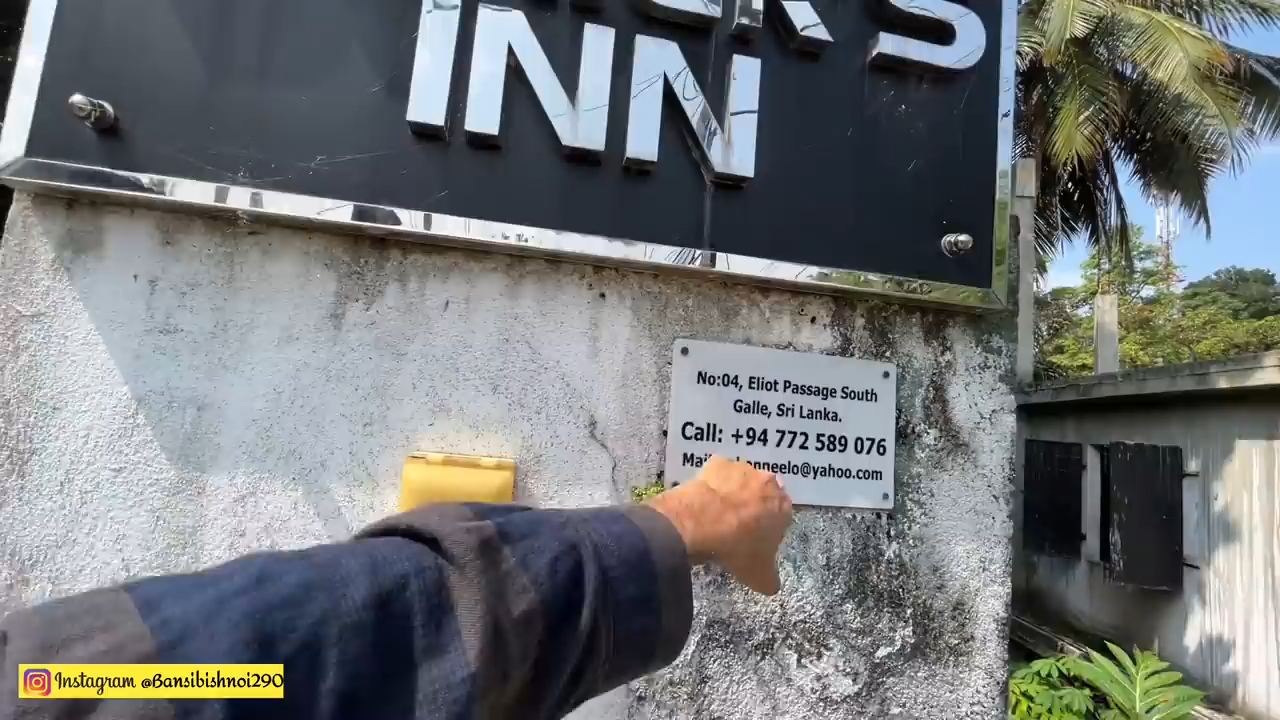 INN
No:04, Eliot Passage South
Galle, Sri Lanka.
Call: +94 772 589 076
Instagram @Bansibishnoi290